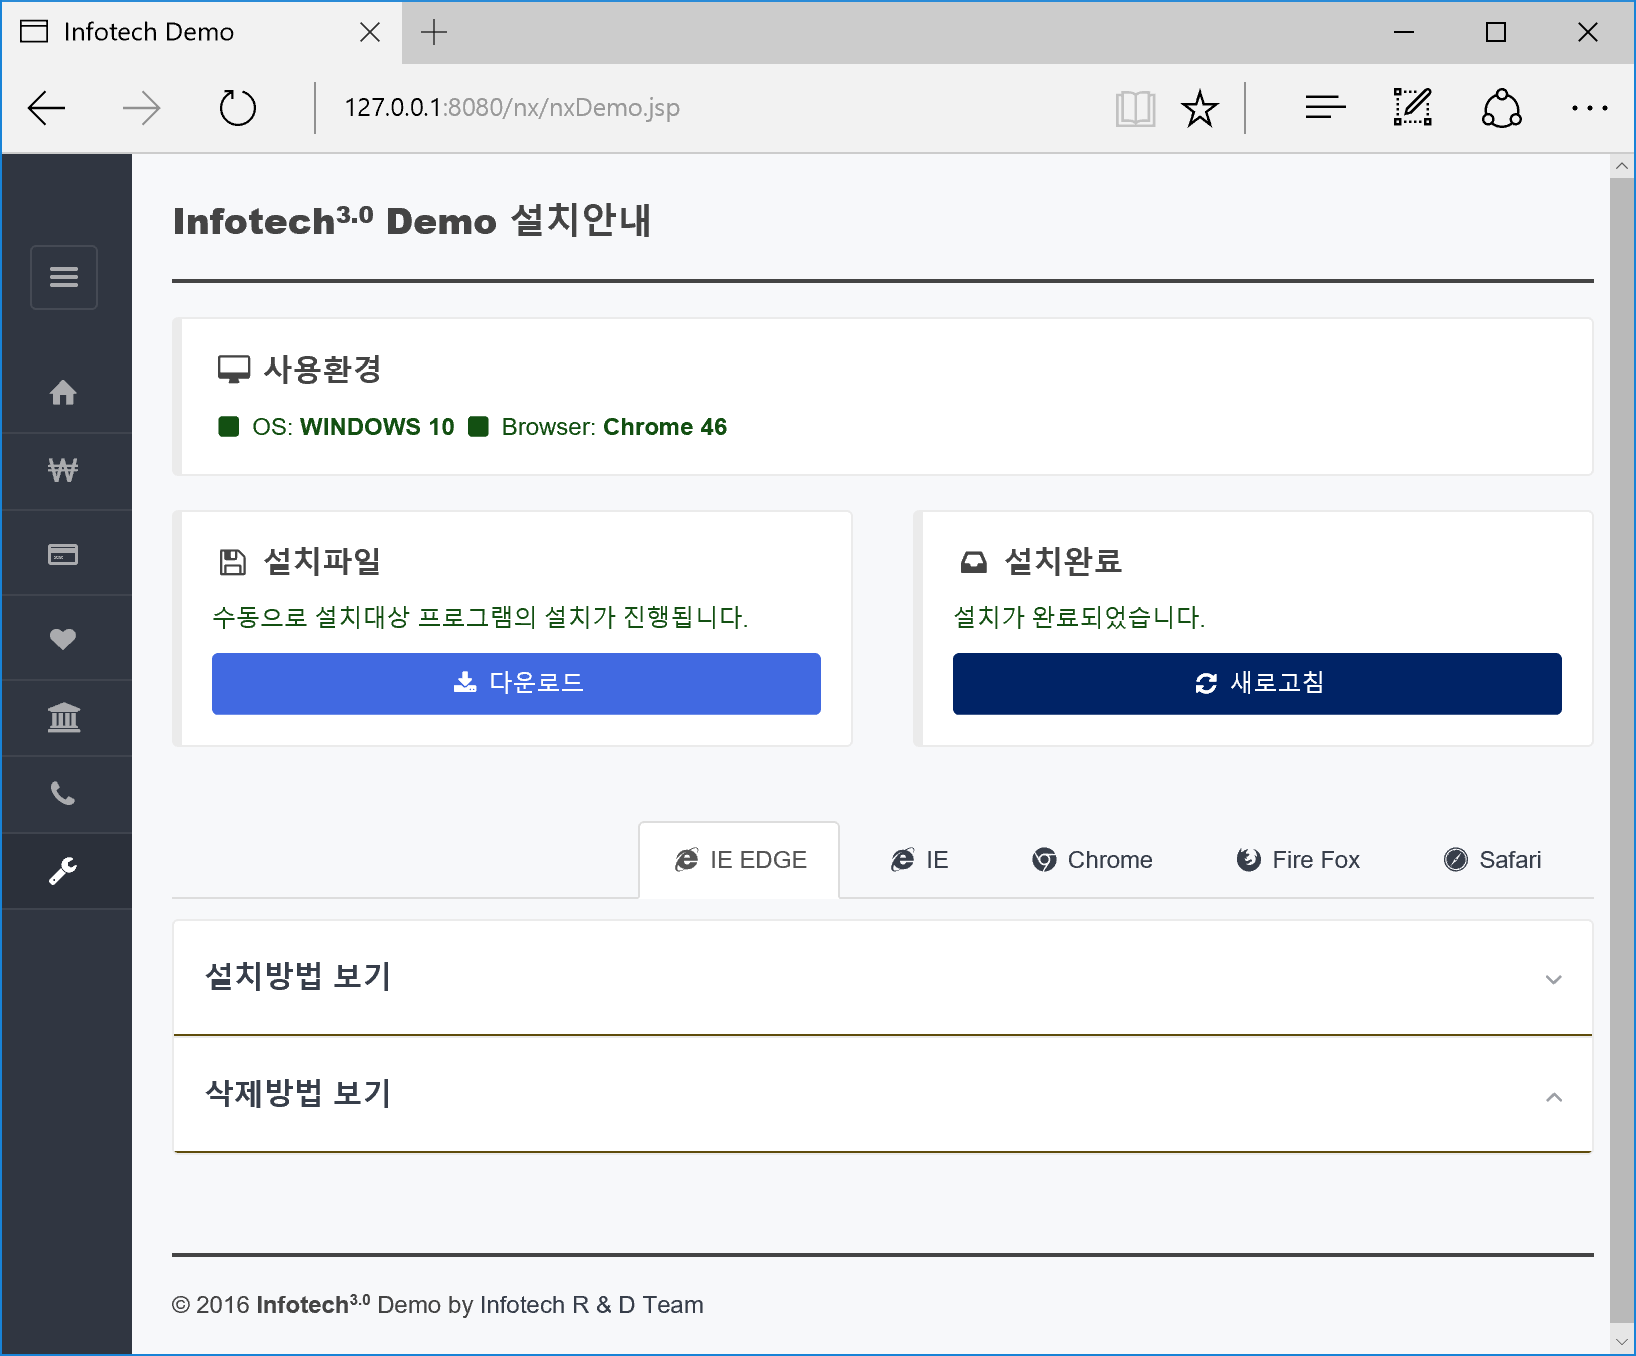 Infotech Demo
127.0.0.1:8080/nx/nxDemo.jsp
Infotech3.0 Demo 설치안내
사용환경
OS: WINDOWS 10 Browser: Chrome 46
설치파일
수동으로 설치대상 프로그램의 설치가 진행됩니다.
다운로드
설치완료
설치가 완료되었습니다.
새로고침
IE EDGE IE Chrome Fire Fox Safari
설치방법 보기
삭제방법 보기
© 2016 Infotech3.0 Demo by Infotech R & D Team